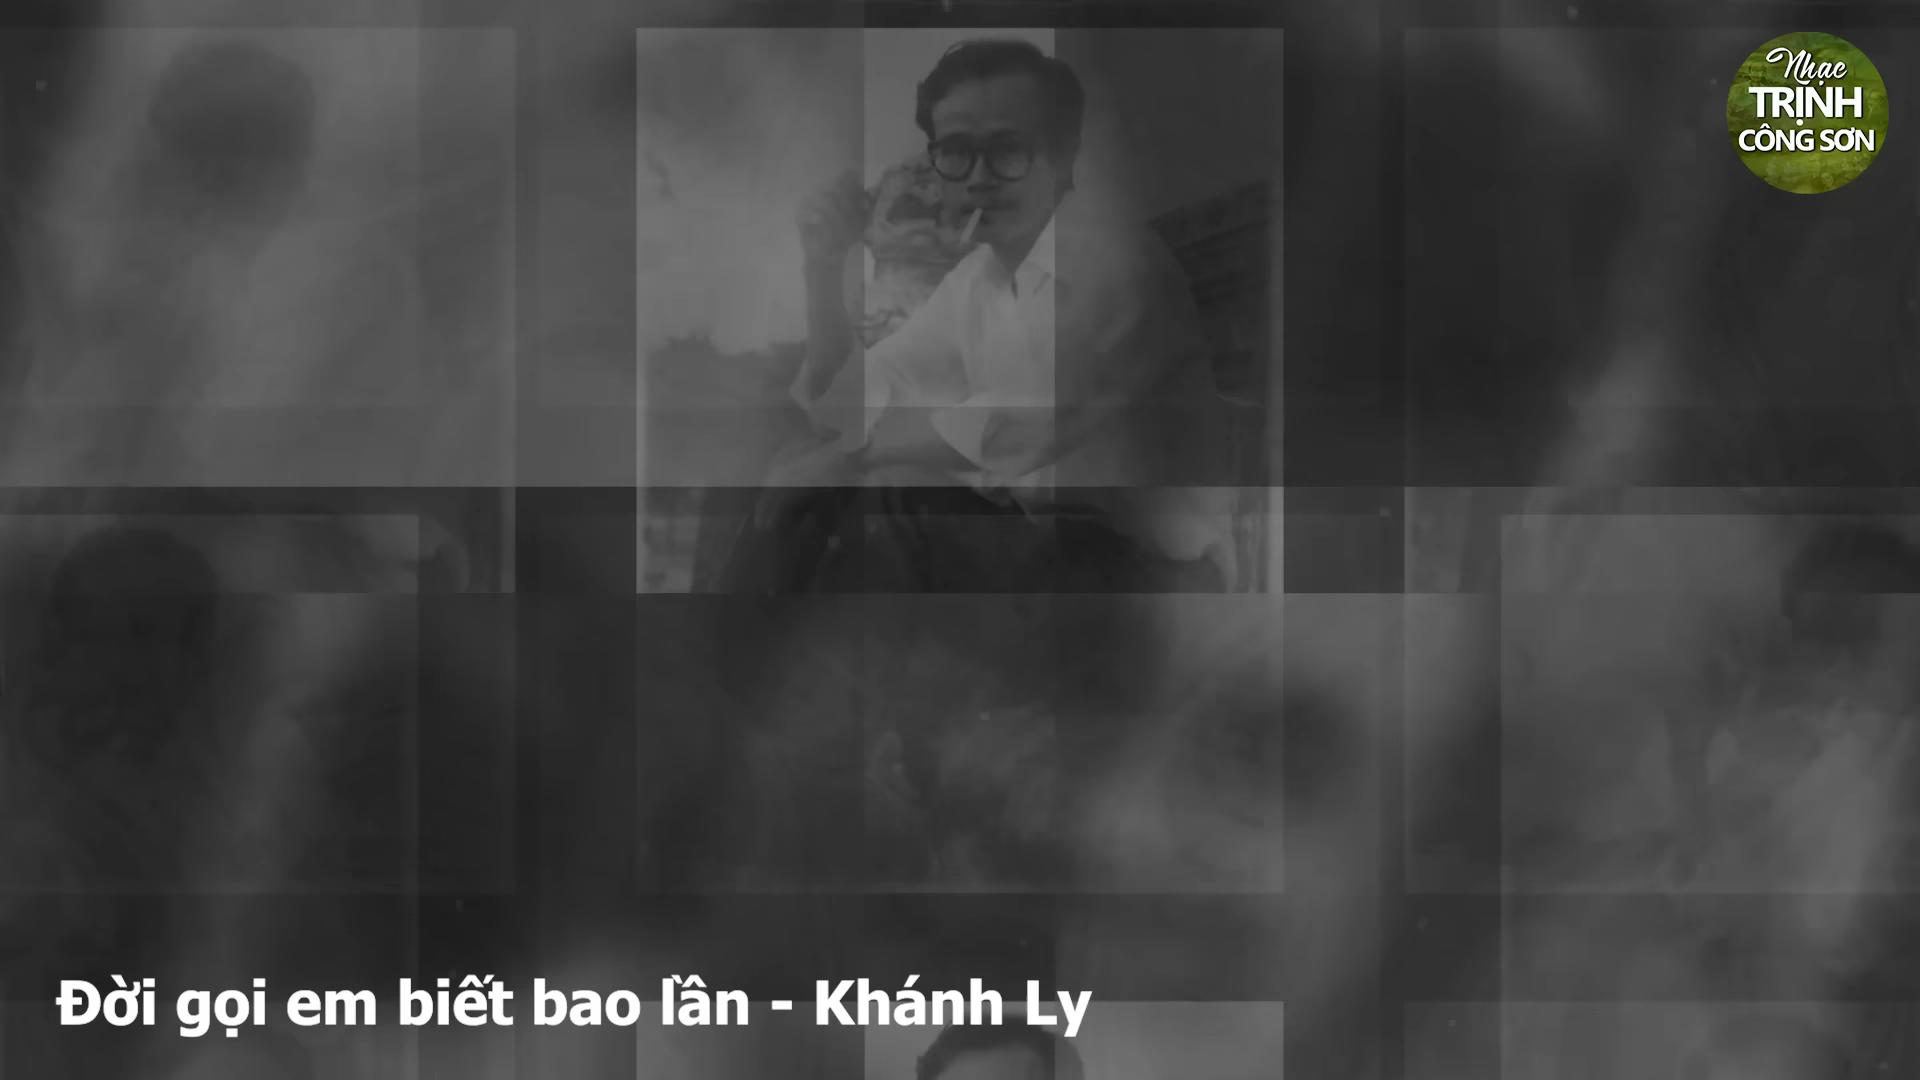 Nhạc
TRỊNH
CÔNG SƠN
Đời gọi em biết bao lần - Khánh Ly